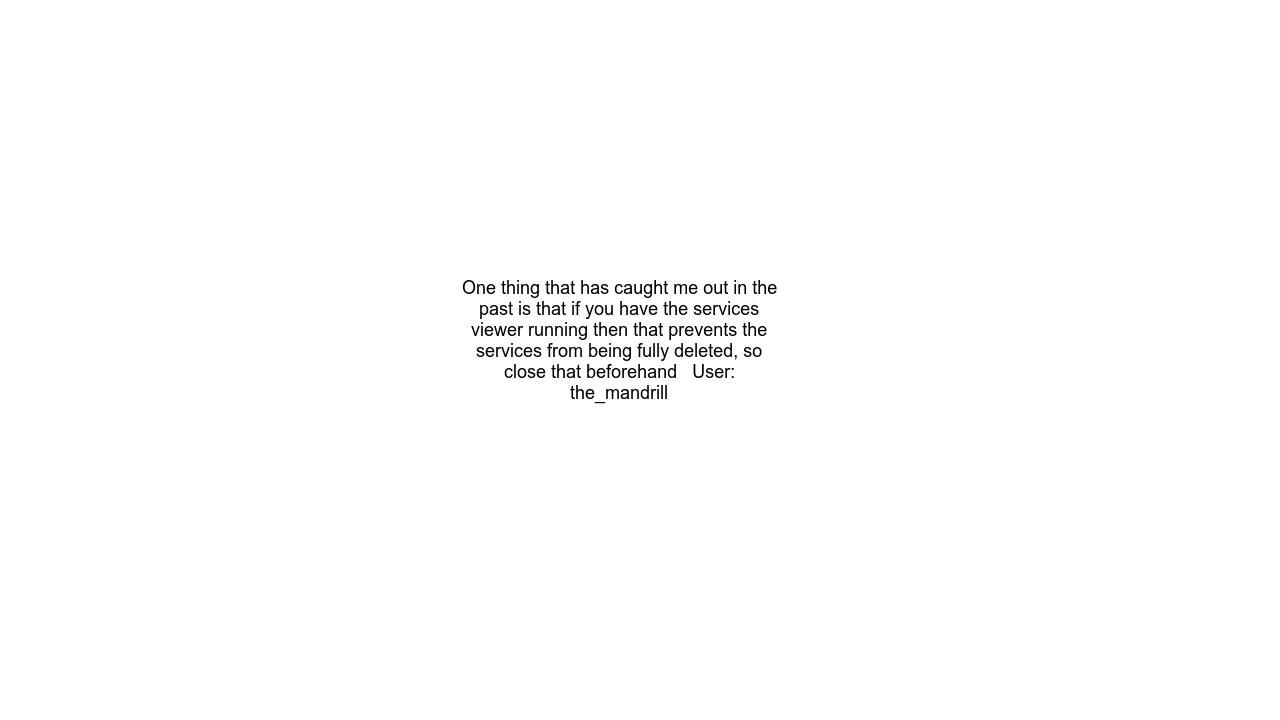 One thing that has caught me out in the
past is that if you have the services
viewer running then that prevents the
services from being fully deleted, so
close that beforehand   User:
the_mandrill